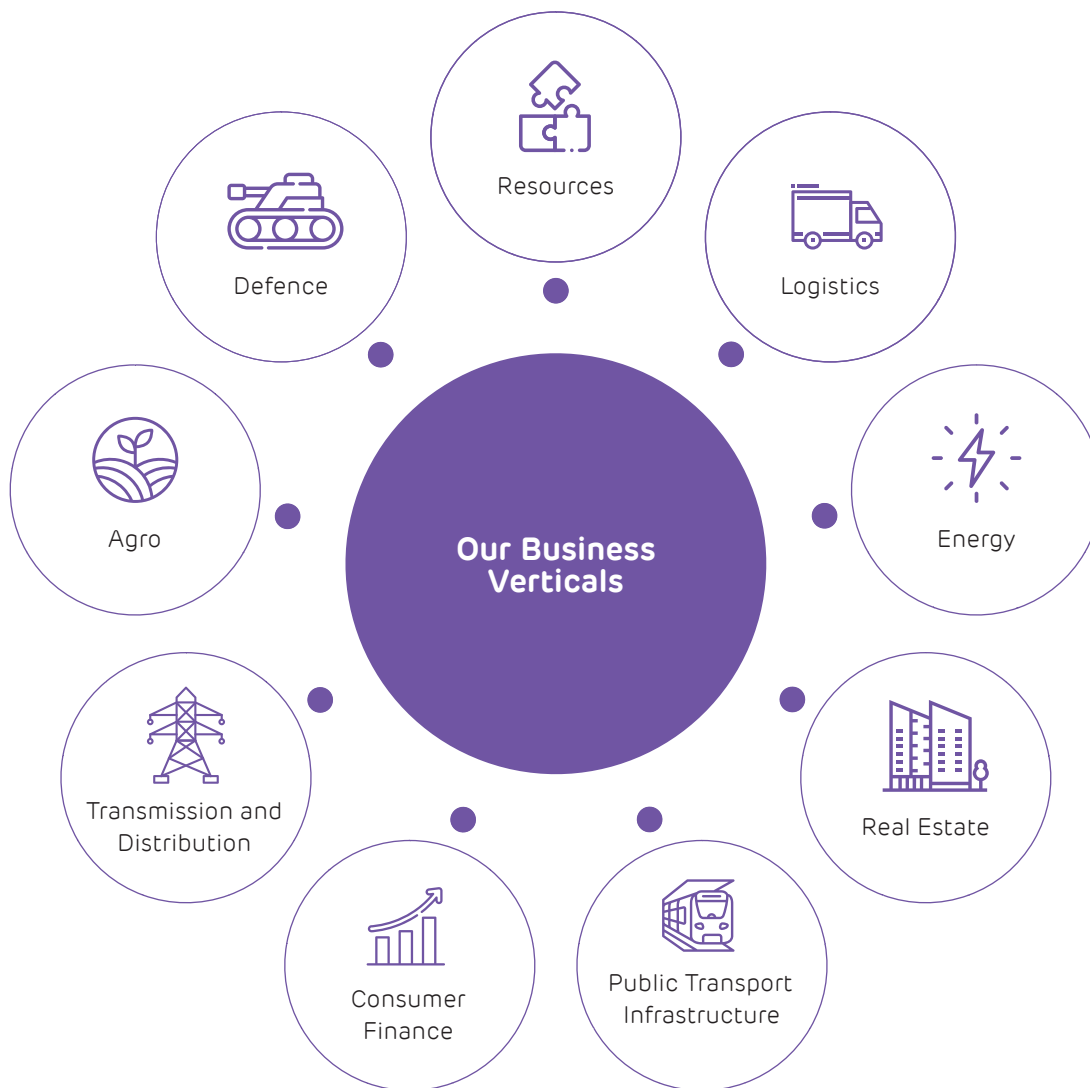 Resources
Defence
Logistics
Agro
Energy
Our Business
Verticals
Transmission and
Distribution
Real Estate
Consumer
Finance
Public Transport
Infrastructure